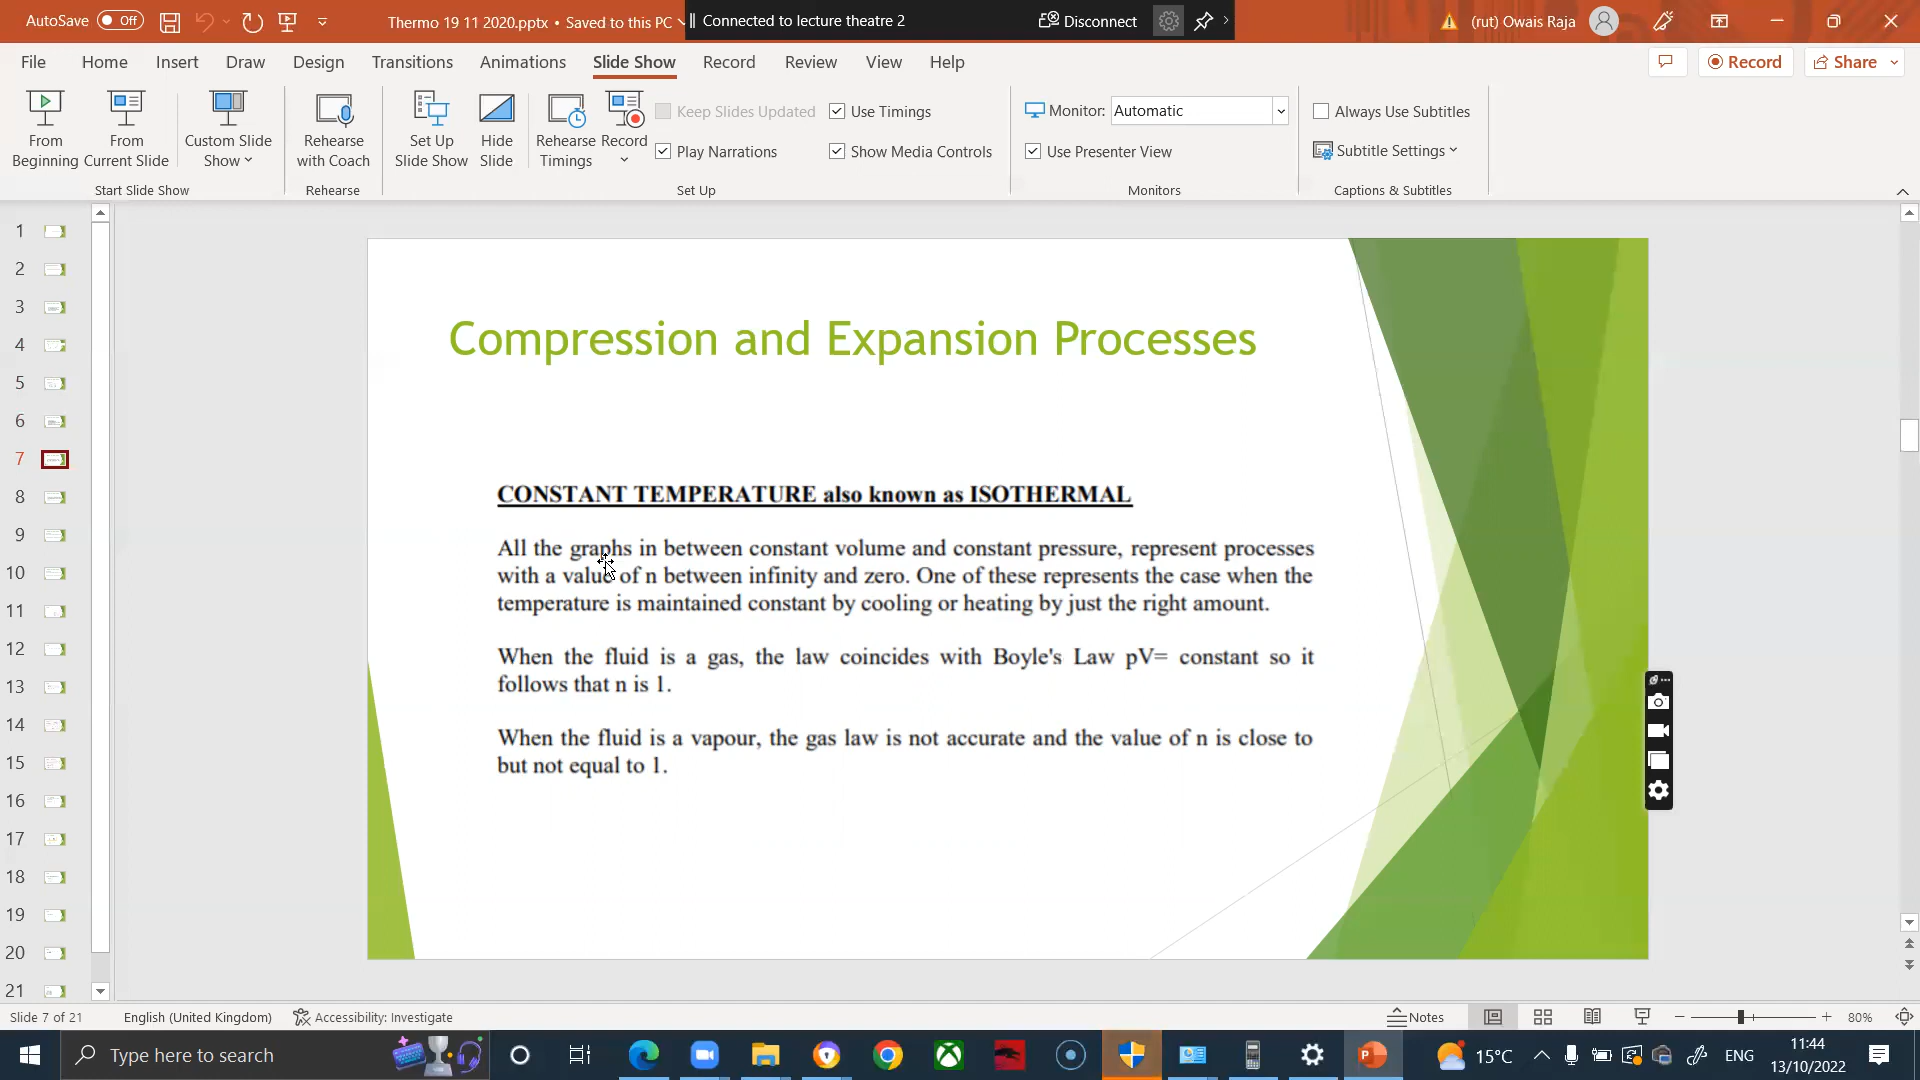 AutoSave Off Thermo 19 11 2020.pptx • Saved to this PC Connected to lecture theatre 2 Disconnect (rut) Owais Raja
File Home Insert Draw Design Transitions Animations Slide Show Record Review View Help Record Share
From Beginning
From Current Slide
Custom Slide Show
Rehearse with Coach
Set Up Slide Show
Hide Slide
Rehearse Timings
Record
Keep Slides Updated
Use Timings
Play Narrations
Show Media Controls
Monitor: Automatic
Use Presenter View
Always Use Subtitles
Subtitle Settings
Start Slide Show Rehearse Set Up Monitors Captions & Subtitles
1
2
3
4
5
6
7
8
9
10
11
12
13
14
15
16
17
18
19
20
21
Compression and Expansion Processes
CONSTANT TEMPERATURE also known as ISOTHERMAL
All the graphs in between constant volume and constant pressure, represent processes
with a value of n between infinity and zero. One of these represents the case when the
temperature is maintained constant by cooling or heating by just the right amount.
When the fluid is a gas, the law coincides with Boyle's Law pV= constant so it
follows that n is 1.
When the fluid is a vapour, the gas law is not accurate and the value of n is close to
but not equal to 1.
Slide 7 of 21 English (United Kingdom) Accessibility: Investigate Notes 80%
Type here to search 15°C ENG 11:44
13/10/2022